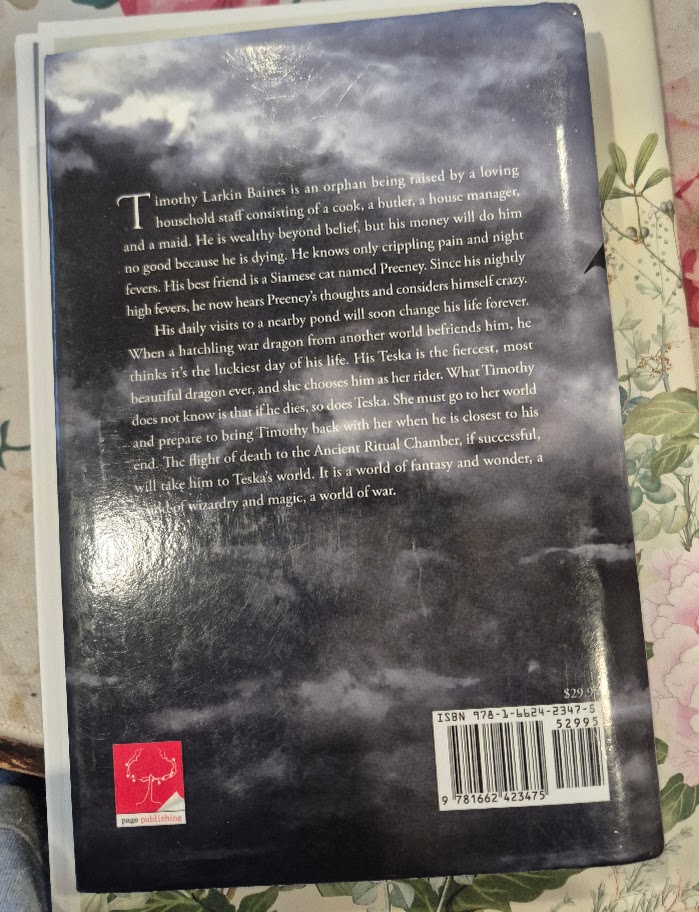 Timothy Larkin Baines is an orphan being raised by a loving
household staff consisting of a cook, a butler, a house manager,
and a maid. He is wealthy beyond belief, but his money will do him
no good because he is dying. He knows only crippling pain and night
fevers. His best friend is a Siamese cat named Preeney. Since his nightly
high fevers, he now hears Preeney's thoughts and considers himself crazy.
His daily visits to a nearby pond will soon change his life forever.
When a hatchling war dragon from another world befriends him, he
thinks it's the luckiest day of his life. His Teska is the fiercest, most
beautiful dragon ever, and she chooses him as her rider. What Timothy
does not know is that if he dies, so does Teska. She must go to her world
and prepare to bring Timothy back with her when he is closest to his
end. The flight of death to the Ancient Ritual Chamber, if successful,
will take him to Teska's world. It is a world of fantasy and wonder, a
of wizardry and magic, a world of war.
$29.9
ISBN 978-1-6624-2347-5
52995
9 781662 423475
page publishing